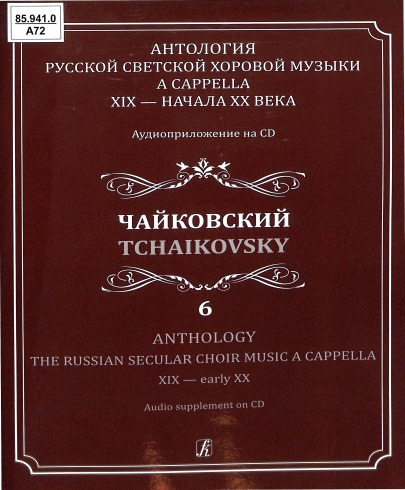 85.941.0
А72
АНТОЛОГИЯ
РУССКОЙ СВЕТСКОЙ ХОРОВОЙ МУЗЫКИ
A CAPPELLA
XIX — НАЧАЛА XX ВЕКА
Аудиоприложение на CD
ЧАЙКОВСКИЙ
TCHAIKOVSKY
6
ANTHOLOGY
THE RUSSIAN SECULAR CHOIR MUSIC A CAPPELLA
XIX — early XX
Audio supplement on CD